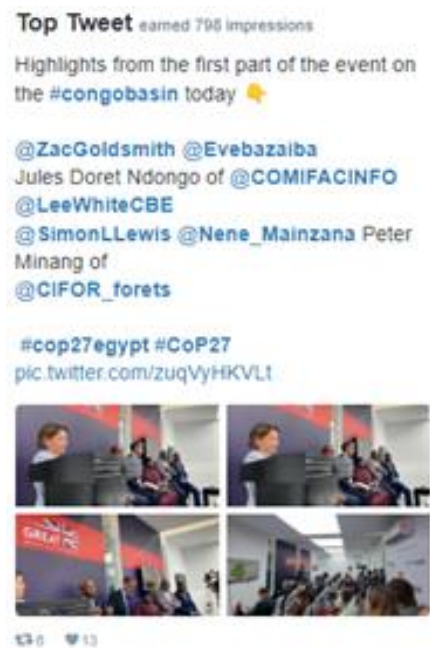 Top Tweet earned 798 impressions
Highlights from the first part of the event on
the #congobasin today 👇
@ZacGoldsmith @Evebazaiba
Jules Doret Ndongo of @COMIFACINFO
@LeeWhiteCBE
@SimonLLewis @Nene_Mainzana Peter
Minang of
@CIFOR_forets
#cop27egypt #CoP27
pic.twitter.com/zuqVyHKVLt
GREAT
6 13